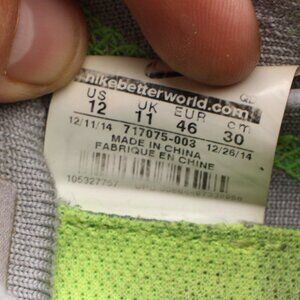 nikebetterworld.com
US UK EUR cm
12 11 46 30
12/11/14 717075-003 12/26/14
MADE IN CHINA
FABRIQUÉ EN CHINE
105327757